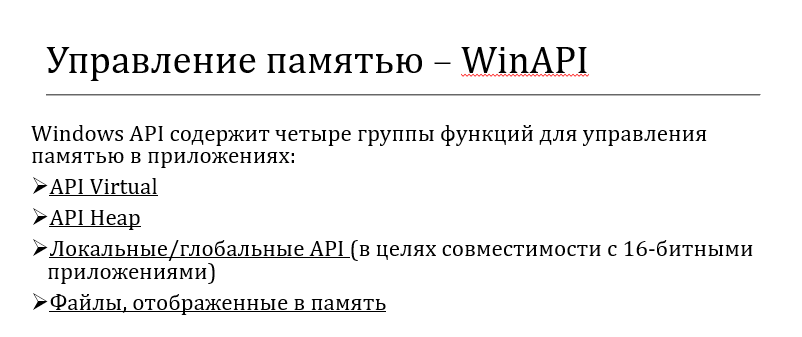 Управление памятью – WinAPI
Windows API содержит четыре группы функций для управления
памятью в приложениях:
➢API Virtual
➢API Heap
➢Локальные/глобальные API (в целях совместимости с 16-битными
приложениями)
➢Файлы, отображенные в память